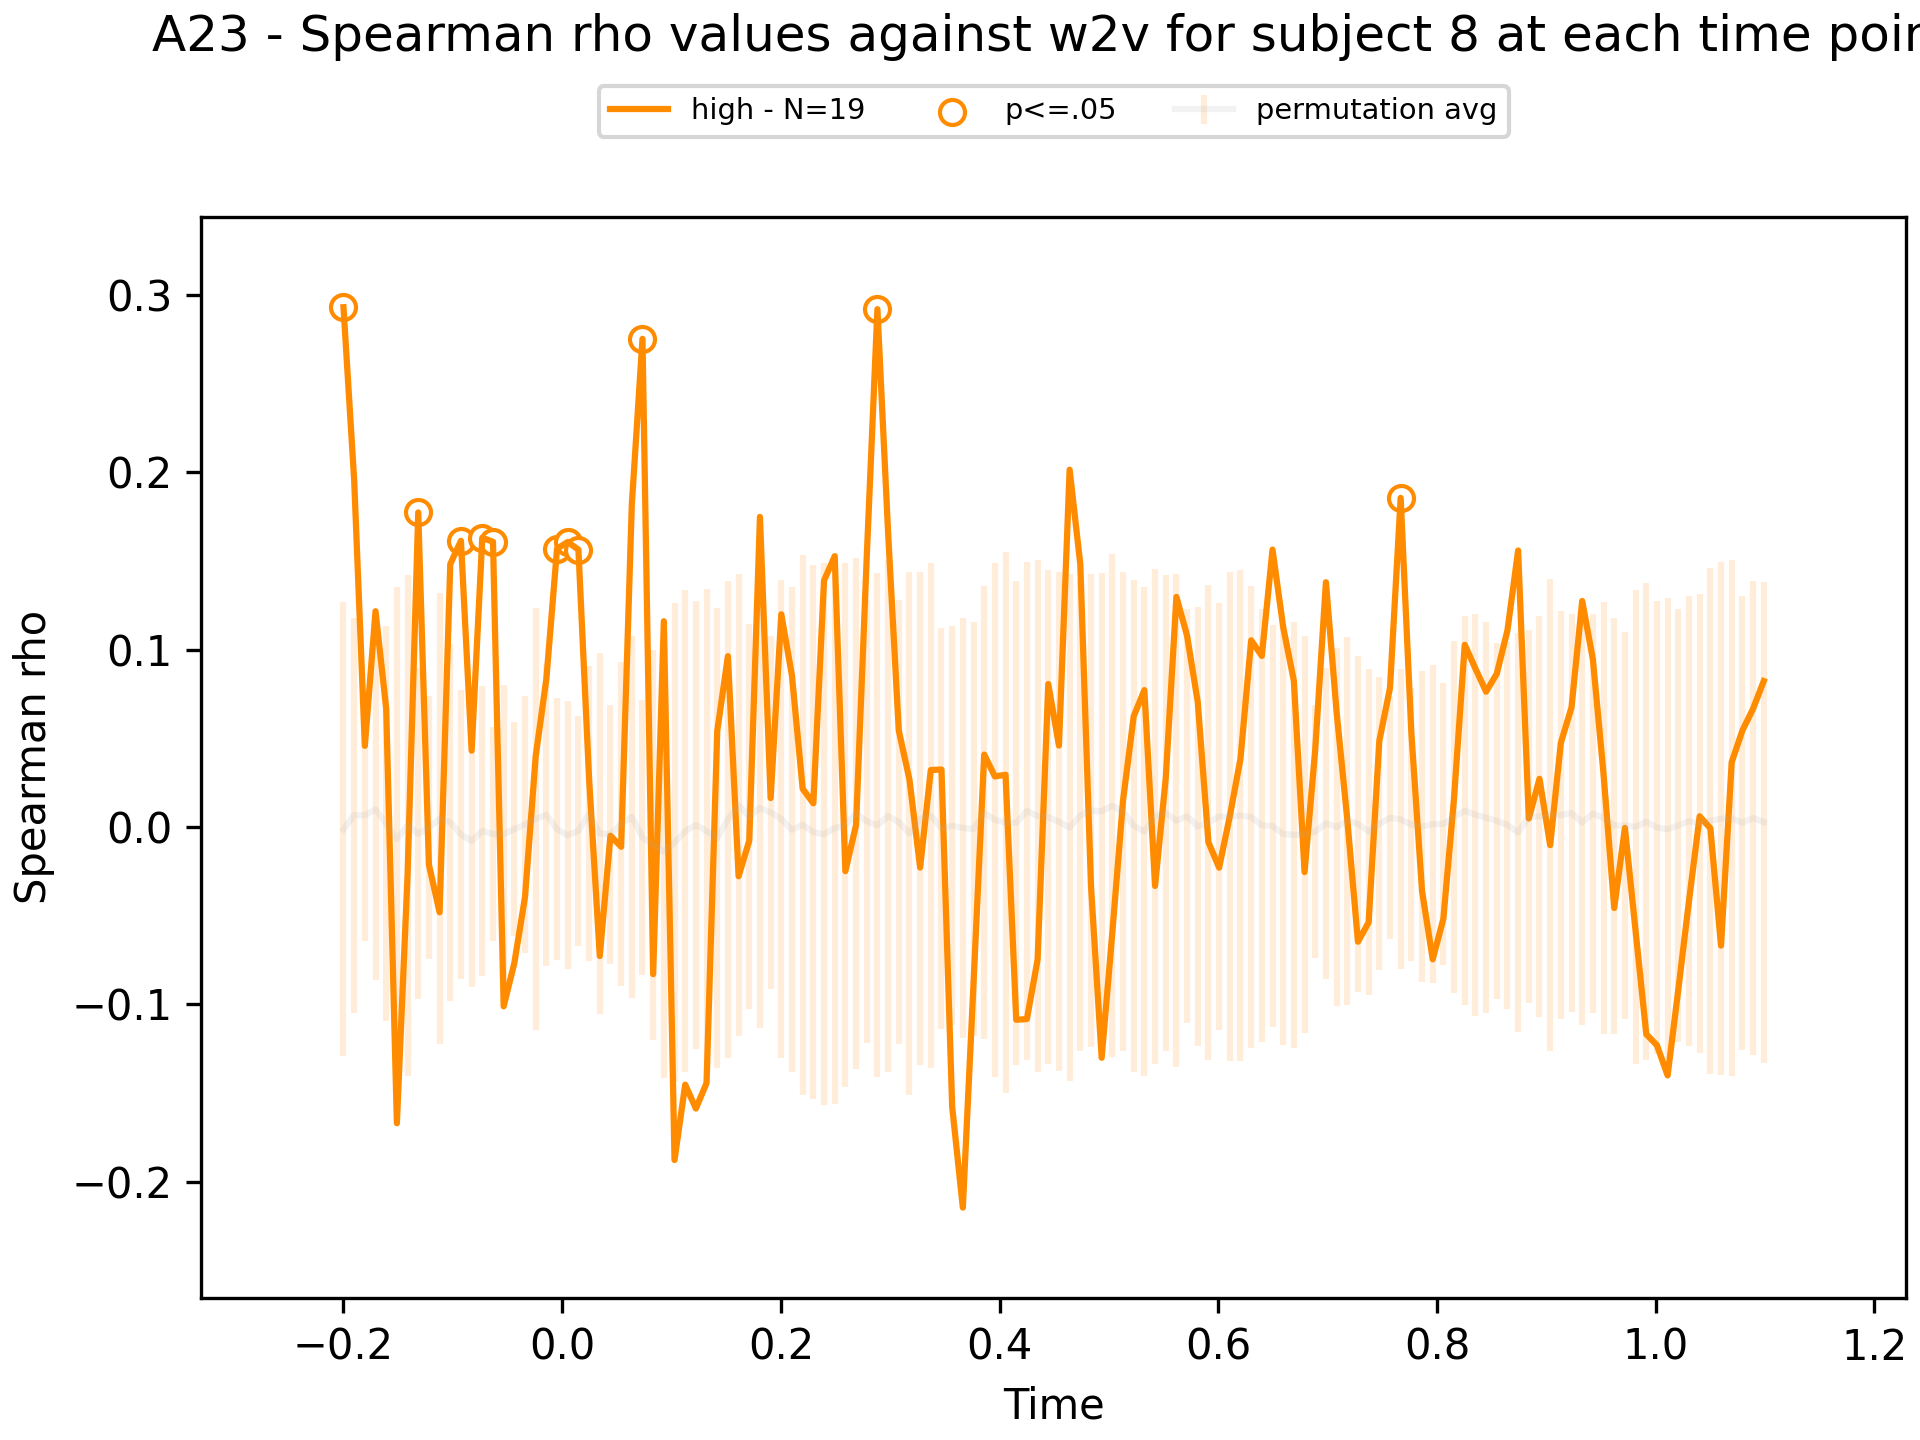 A23 - Spearman rho values against w2v for subject 8 at each time poin
high - N=19 p<=.05 permutation avg
0.3
0.2
0.1
0.0
−0.1
−0.2
Spearman rho
−0.2 0.0 0.2 0.4 0.6 0.8 1.0 1.2
Time